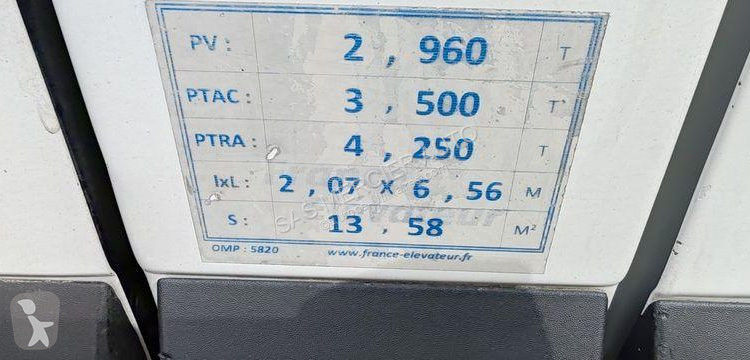 PV : 2 , 960 T
PTAC : 3 , 500 T
PTRA : 4 , 250 T
lxL : 2 , 07 x 6 , 56 M
S : 13 , 58 M²
OMP : 5820 www.france-elevateur.fr